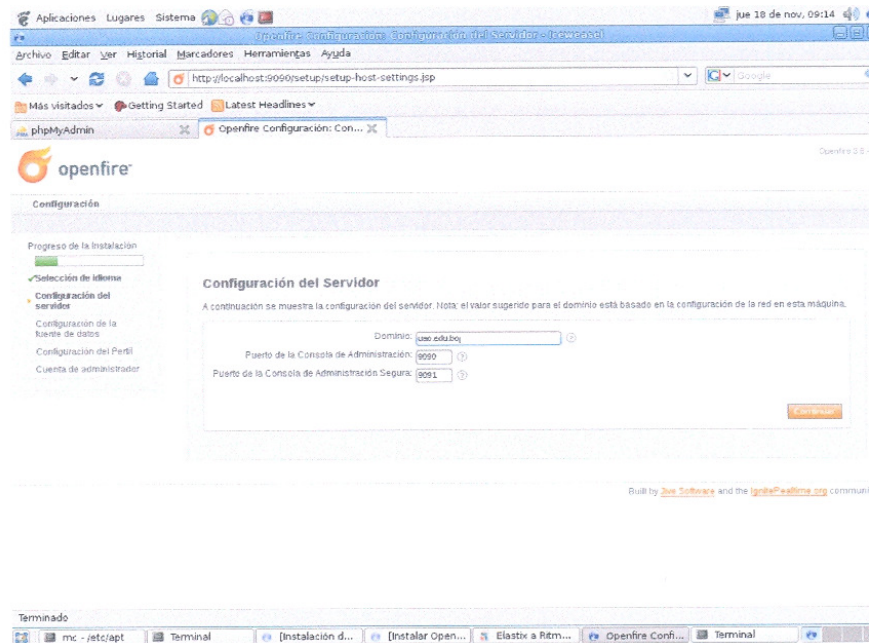 Aplicaciones Lugares Sistema jue 18 de nov, 09:14
Openfire Configuración: Configuración del Servidor - Iceweasel
Archivo Editar Ver Historial Marcadores Herramientas Ayuda
http://localhost:9090/setup/setup-host-settings.jsp Google
Más visitados Getting Started Latest Headlines
phpMyAdmin Openfire Configuración: Con...
openfire
Openfire 3.6
Configuración
Progreso de la Instalación
Selección de idioma
Configuración del
servidor
Configuración de la
fuente de datos
Configuración del Perfil
Cuenta de administrador
Configuración del Servidor
A continuación se muestra la configuración del servidor. Nota: el valor sugerido para el dominio está basado en la configuración de la red en esta máquina.
Dominio:
Puerto de la Consola de Administración: 9090
Puerto de la Consola de Administración Segura: 9091
Continuar
Built by Jive Software and the IgniteRealtime.org communi
Terminado
mc - /etc/apt Terminal [Instalación d... [Instalar Open... Elastix a Ritm... Openfire Confi... Terminal